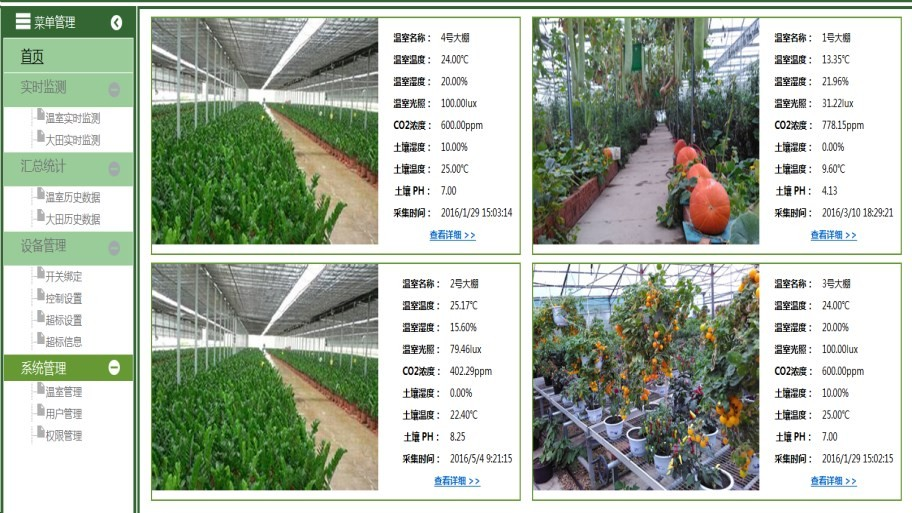 菜单管理
首页
实时监测
温室实时监测
大田实时监测
汇总统计
温室历史数据
大田历史数据
设备管理
开关绑定
控制设置
超标设置
超标信息
系统管理
温室管理
用户管理
权限管理
温室名称： 4号大棚
温室温度： 24.00℃
温室湿度： 20.00%
温室光照： 100.00lux
CO2浓度： 600.00ppm
土壤湿度： 10.00%
土壤温度： 25.00℃
土壤 PH： 7.00
采集时间： 2016/1/29 15:03:14
查看详细 >>
温室名称： 1号大棚
温室温度： 13.35℃
温室湿度： 21.96%
温室光照： 31.22lux
CO2浓度： 778.15ppm
土壤湿度： 0.00%
土壤温度： 9.60℃
土壤 PH： 4.13
采集时间： 2016/3/10 18:29:21
查看详细 >>
温室名称： 2号大棚
温室温度： 25.17℃
温室湿度： 15.60%
温室光照： 79.46lux
CO2浓度： 402.29ppm
土壤湿度： 0.00%
土壤温度： 22.40℃
土壤 PH： 8.25
采集时间： 2016/5/4 9:21:15
查看详细 >>
温室名称： 3号大棚
温室温度： 24.00℃
温室湿度： 20.00%
温室光照： 100.00lux
CO2浓度： 600.00ppm
土壤湿度： 10.00%
土壤温度： 25.00℃
土壤 PH： 7.00
采集时间： 2016/1/29 15:02:15
查看详细 >>